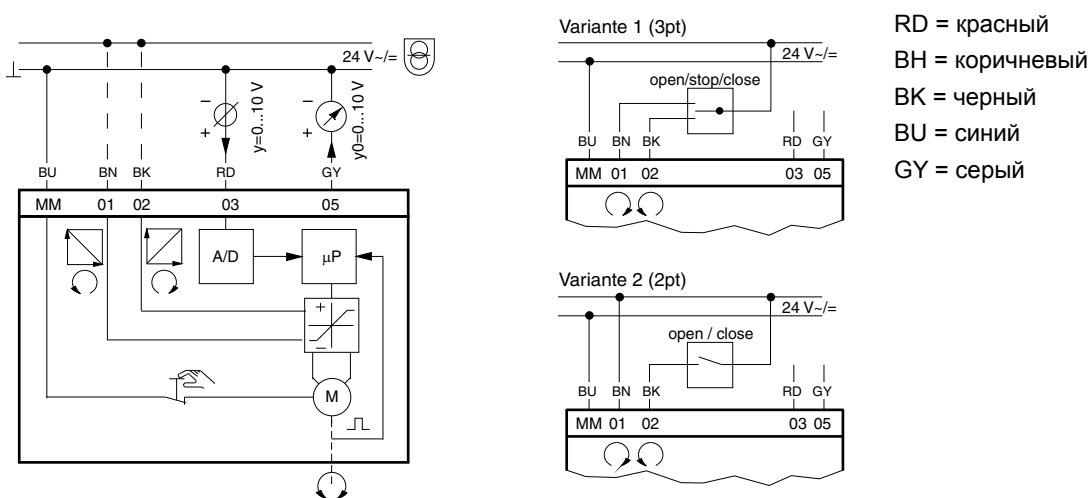 24 V~/=
y=0...10 V
y0=0...10 V
BU BN BK RD GY
MM 01 02 03 05
A/D
µP
M
Variante 1 (3pt)
24 V~/=
open/stop/close
BU BN BK RD GY
MM 01 02 03 05
Variante 2 (2pt)
24 V~/=
open / close
BU BN BK RD GY
MM 01 02 03 05
RD = красный
BH = коричневый
BK = черный
BU = синий
GY = серый